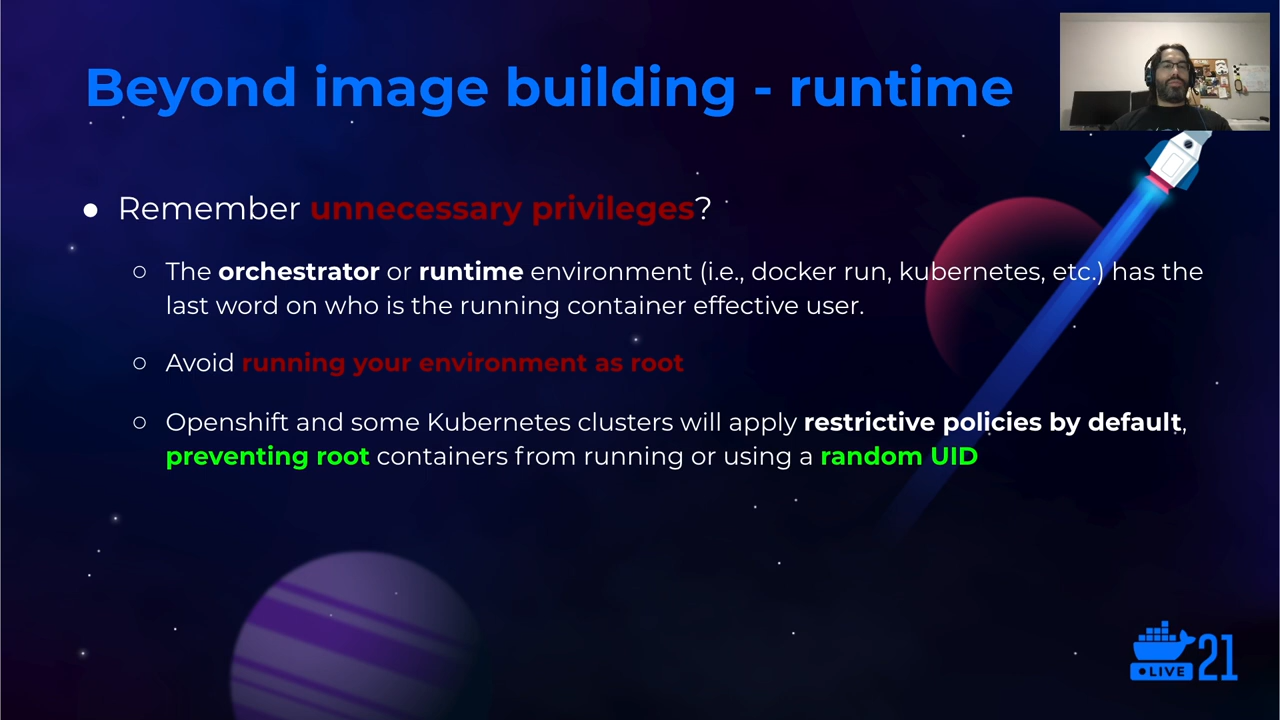 Beyond image building - runtime
● Remember unnecessary privileges?
○ The orchestrator or runtime environment (i.e., docker run, kubernetes, etc.) has the
last word on who is the running container effective user.
○ Avoid running your environment as root
○ Openshift and some Kubernetes clusters will apply restrictive policies by default,
preventing root containers from running or using a random UID
LIVE 21